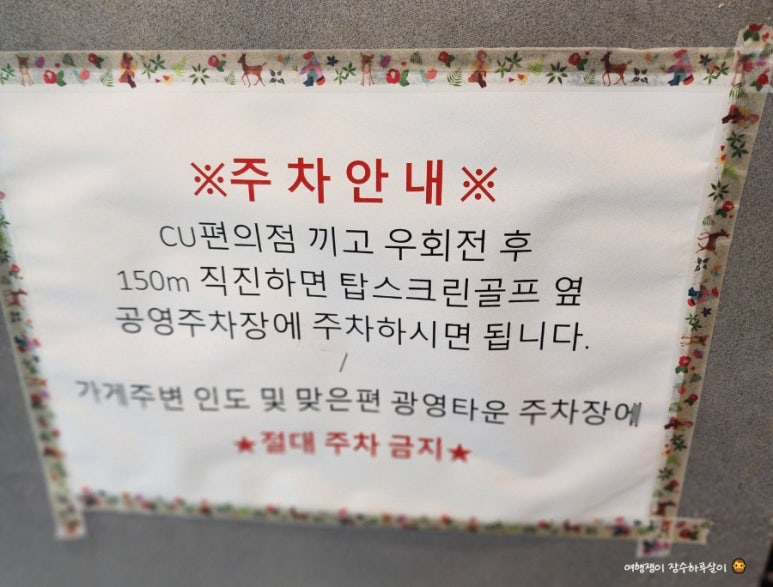 ※주 차 안 내※
CU편의점 끼고 우회전 후
150m 직진하면 탑스크린골프 옆
공영주차장에 주차하시면 됩니다.
/
가게주변 인도 및 맞은편 광영타운 주차장에
★절대 주차 금지★
여행쟁이 장수하루살이